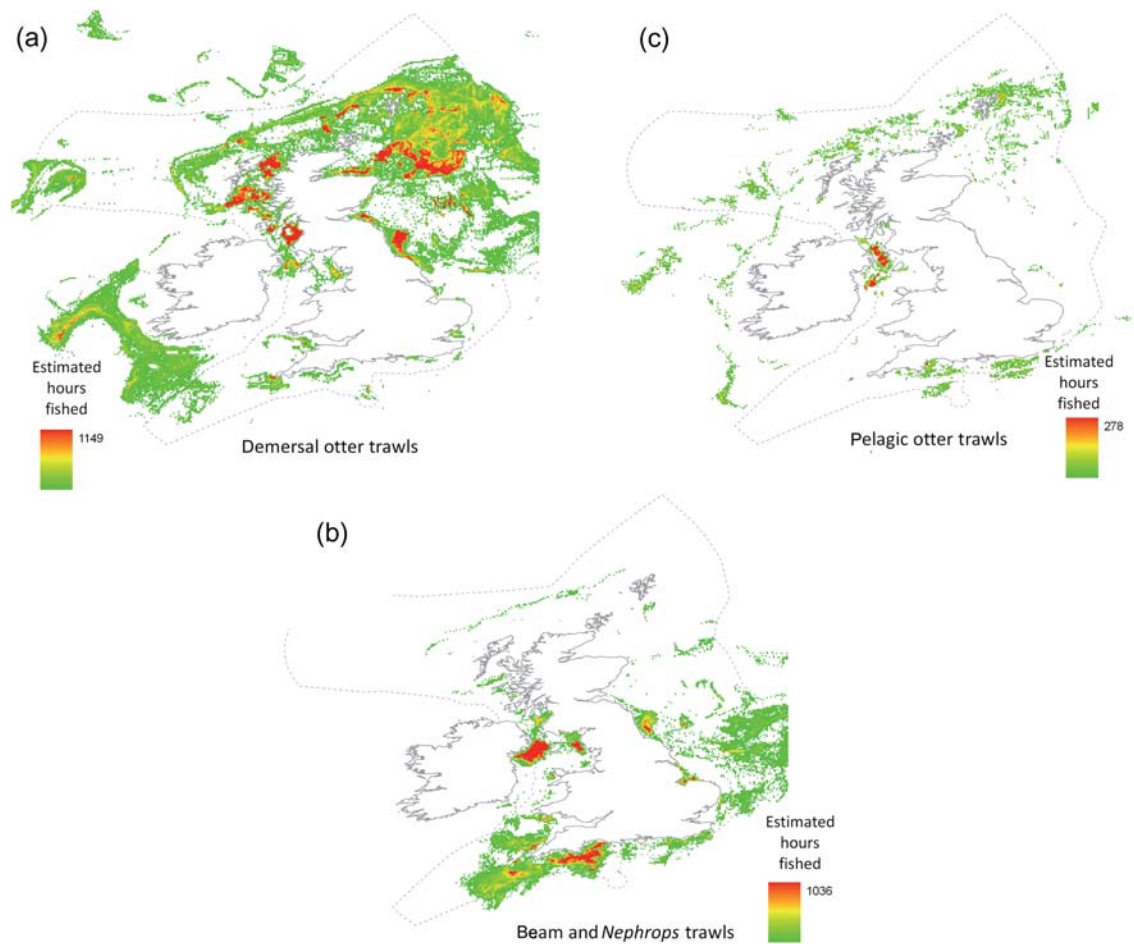 (a)
Estimated
hours
fished
1149
Demersal otter trawls
(c)
Estimated
hours
fished
278
Pelagic otter trawls
(b)
Estimated
hours
fished
1036
Beam and Nephrops trawls